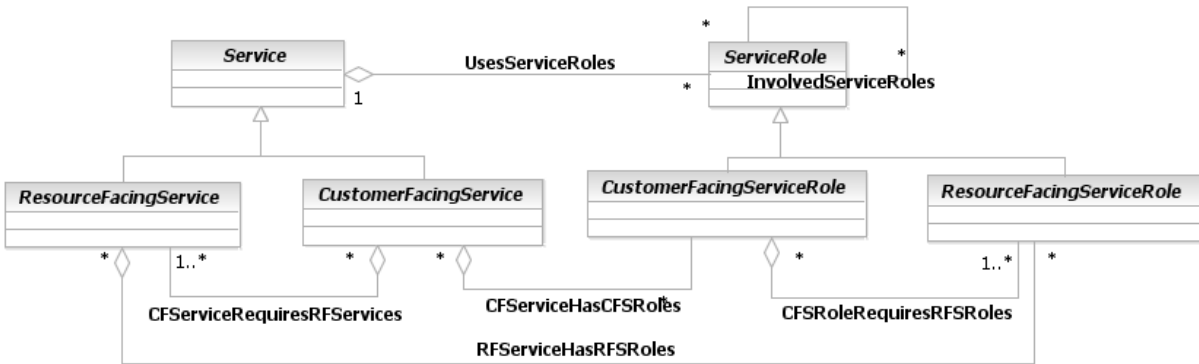 *
Service
ServiceRole
*
UsesServiceRoles
InvolvedServiceRoles
1
*
ResourceFacingService
CustomerFacingService
CustomerFacingServiceRole
ResourceFacingServiceRole
*
1..*
*
*
*
*
1..*
*
CFServiceRequiresRFServices
CFServiceHasCFSRoles
CFSRoleRequiresRFSRoles
RFServiceHasRFSRoles